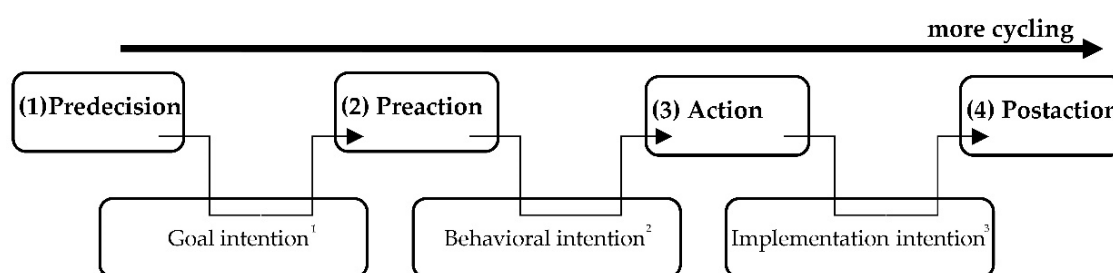 more cycling
(1)Predecision
(2) Preaction
(3) Action
(4) Postaction
Goal intention¹
Behavioral intention²
Implementation intention³